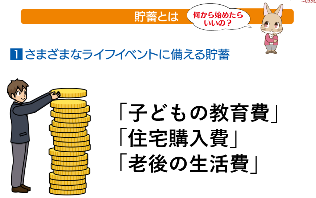 貯蓄とは
何から始めたら
いいの?
1 さまざまなライフイベントに備える貯蓄
「子どもの教育費」
「住宅購入費」
「老後の生活費」